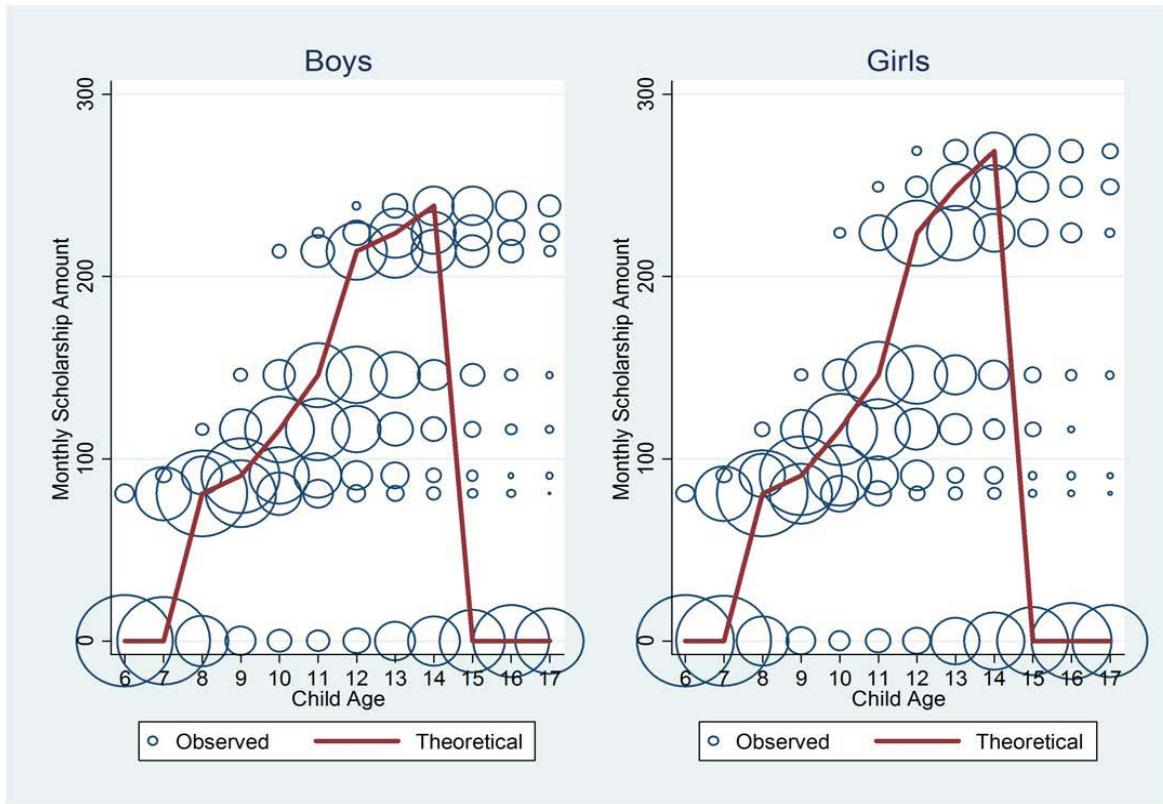 Boys
Monthly Scholarship Amount
300
200
100
0
6 7 8 9 10 11 12 13 14 15 16 17
Child Age
Observed Theoretical
Girls
Monthly Scholarship Amount
300
200
100
0
6 7 8 9 10 11 12 13 14 15 16 17
Child Age
Observed Theoretical